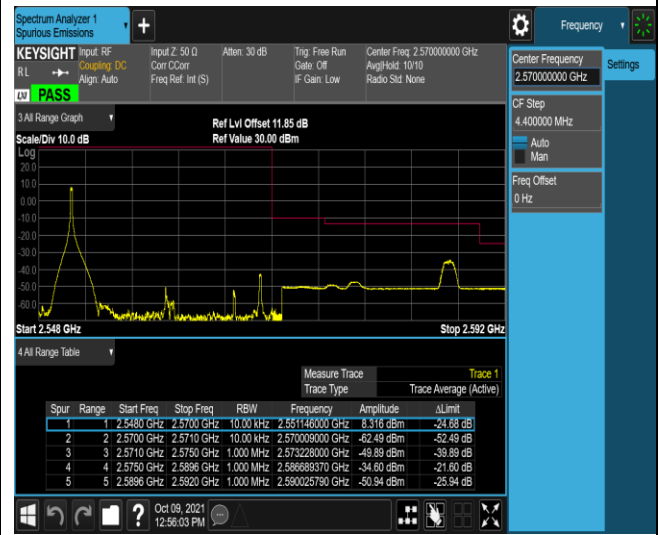 Spectrum Analyzer 1
Spurious Emissions
Frequency
KEYSIGHT Input: RF Input Z: 50 Ω Atten: 30 dB Trig: Free Run Center Freq: 2.570000000 GHz
RL Coupling: DC Corr CCorr Gate: Off Avg|Hold: 10/10
Align: Auto Freq Ref: Int (S) IF Gain: Low Radio Std: None
LXI PASS
Center Frequency
2.570000000 GHz
Settings
CF Step
4.400000 MHz
Auto
Man
Freq Offset
0 Hz
3 All Range Graph
Ref Lvl Offset 11.85 dB
Scale/Div 10.0 dB Ref Value 30.00 dBm
Log
20.0
10.0
0.00
-10.0
-20.0
-30.0
-40.0
-50.0
-60.0
Start 2.548 GHz Stop 2.592 GHz
4 All Range Table
Measure Trace Trace 1
Trace Type Trace Average (Active)
Spur Range Start Freq Stop Freq RBW Frequency Amplitude ΔLimit
1 1 2.5480 GHz 2.5700 GHz 10.00 kHz 2.551146000 GHz 8.316 dBm -24.68 dB
2 2 2.5700 GHz 2.5710 GHz 10.00 kHz 2.570009000 GHz -62.49 dBm -52.49 dB
3 3 2.5710 GHz 2.5750 GHz 1.000 MHz 2.573228000 GHz -49.89 dBm -39.89 dB
4 4 2.5750 GHz 2.5896 GHz 1.000 MHz 2.586689370 GHz -34.60 dBm -21.60 dB
5 5 2.5896 GHz 2.5920 GHz 1.000 MHz 2.590025790 GHz -50.94 dBm -25.94 dB
Oct 09, 2021
12:56:03 PM